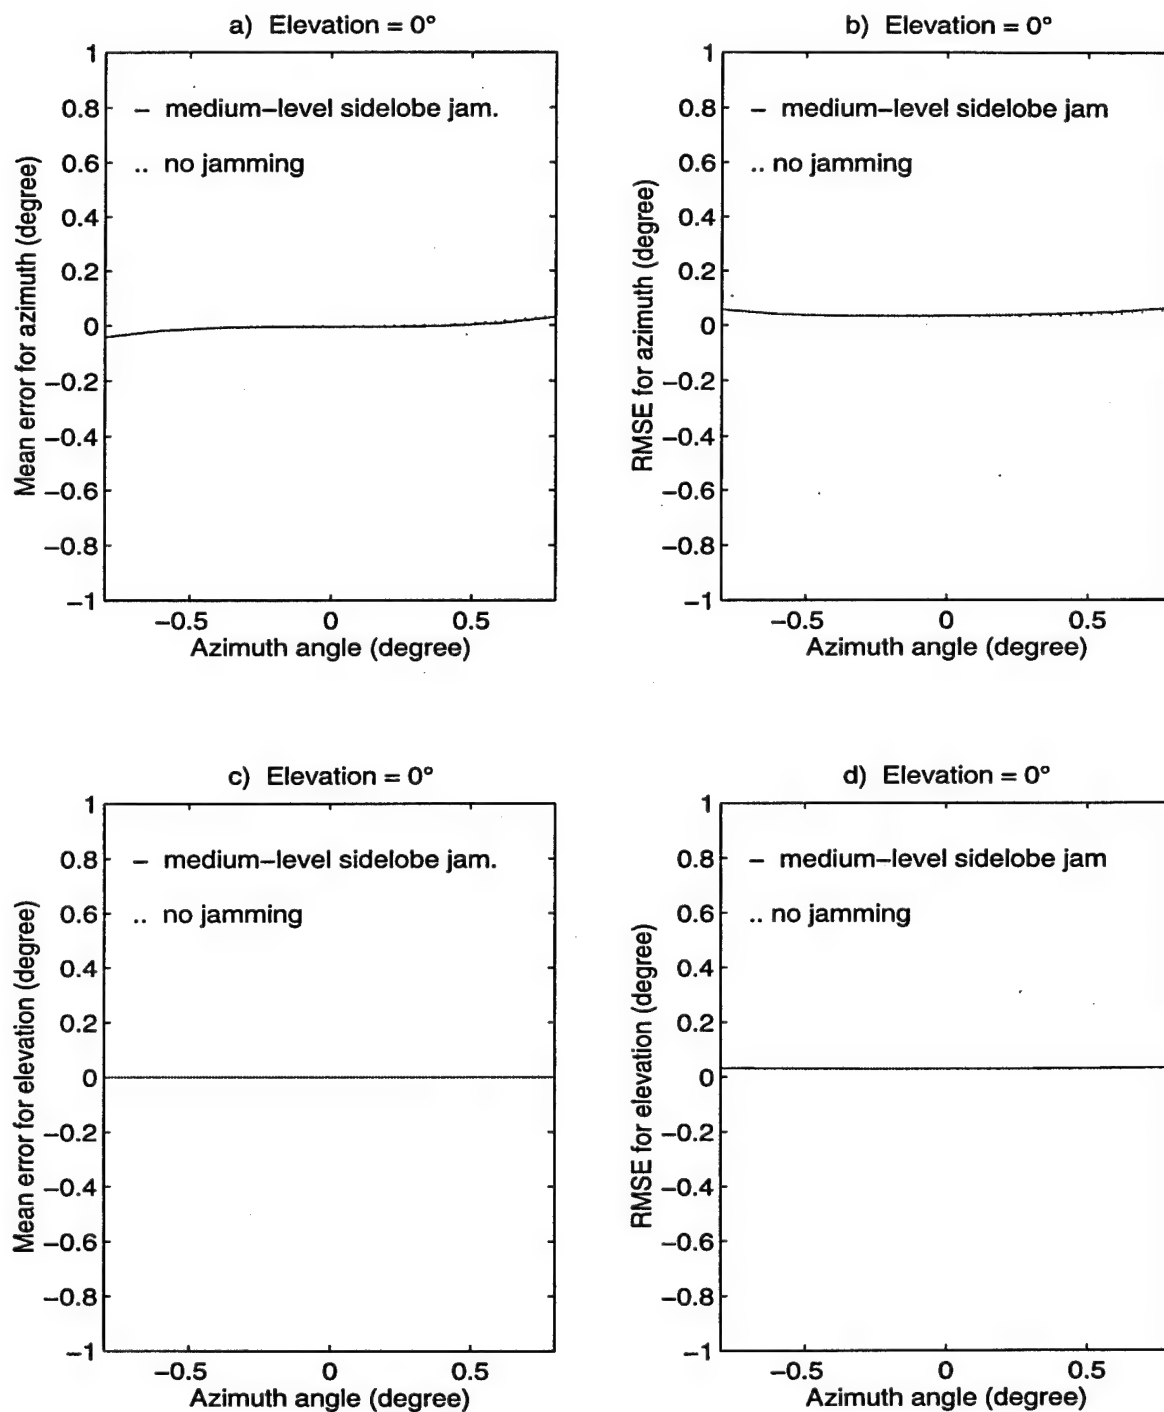 a) Elevation = 0°
1
0.8
0.6
0.4
0.2
0
−0.2
−0.4
−0.6
−0.8
−1
Mean error for azimuth (degree)
– medium–level sidelobe jam.
.. no jamming
−0.5 0 0.5
Azimuth angle (degree)
b) Elevation = 0°
1
0.8
0.6
0.4
0.2
0
−0.2
−0.4
−0.6
−0.8
−1
RMSE for azimuth (degree)
– medium–level sidelobe jam
.. no jamming
−0.5 0 0.5
Azimuth angle (degree)
c) Elevation = 0°
1
0.8
0.6
0.4
0.2
0
−0.2
−0.4
−0.6
−0.8
−1
Mean error for elevation (degree)
– medium–level sidelobe jam.
.. no jamming
−0.5 0 0.5
Azimuth angle (degree)
d) Elevation = 0°
1
0.8
0.6
0.4
0.2
0
−0.2
−0.4
−0.6
−0.8
−1
RMSE for elevation (degree)
– medium–level sidelobe jam
.. no jamming
−0.5 0 0.5
Azimuth angle (degree)